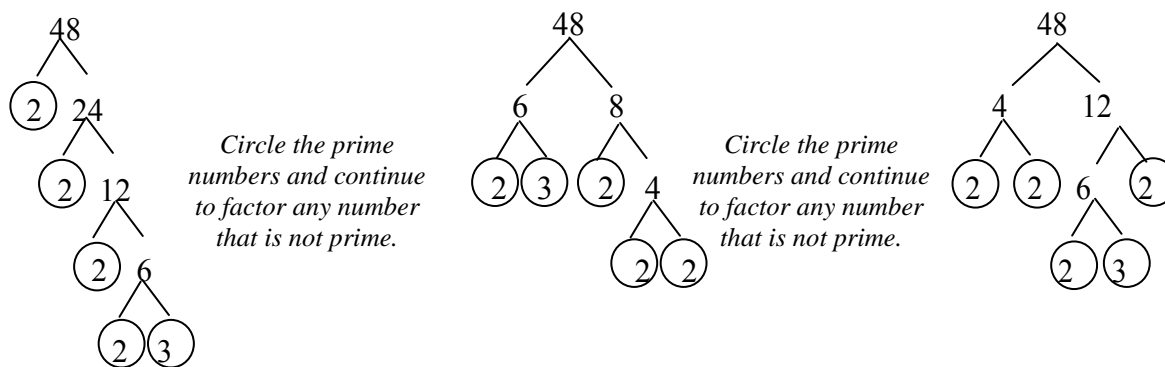 48
2 24
2 12
2 6
2 3
Circle the prime
numbers and continue
to factor any number
that is not prime.
48
6 8
2 3 2 4
2 2
Circle the prime
numbers and continue
to factor any number
that is not prime.
48
4 12
2 2 6 2
2 3